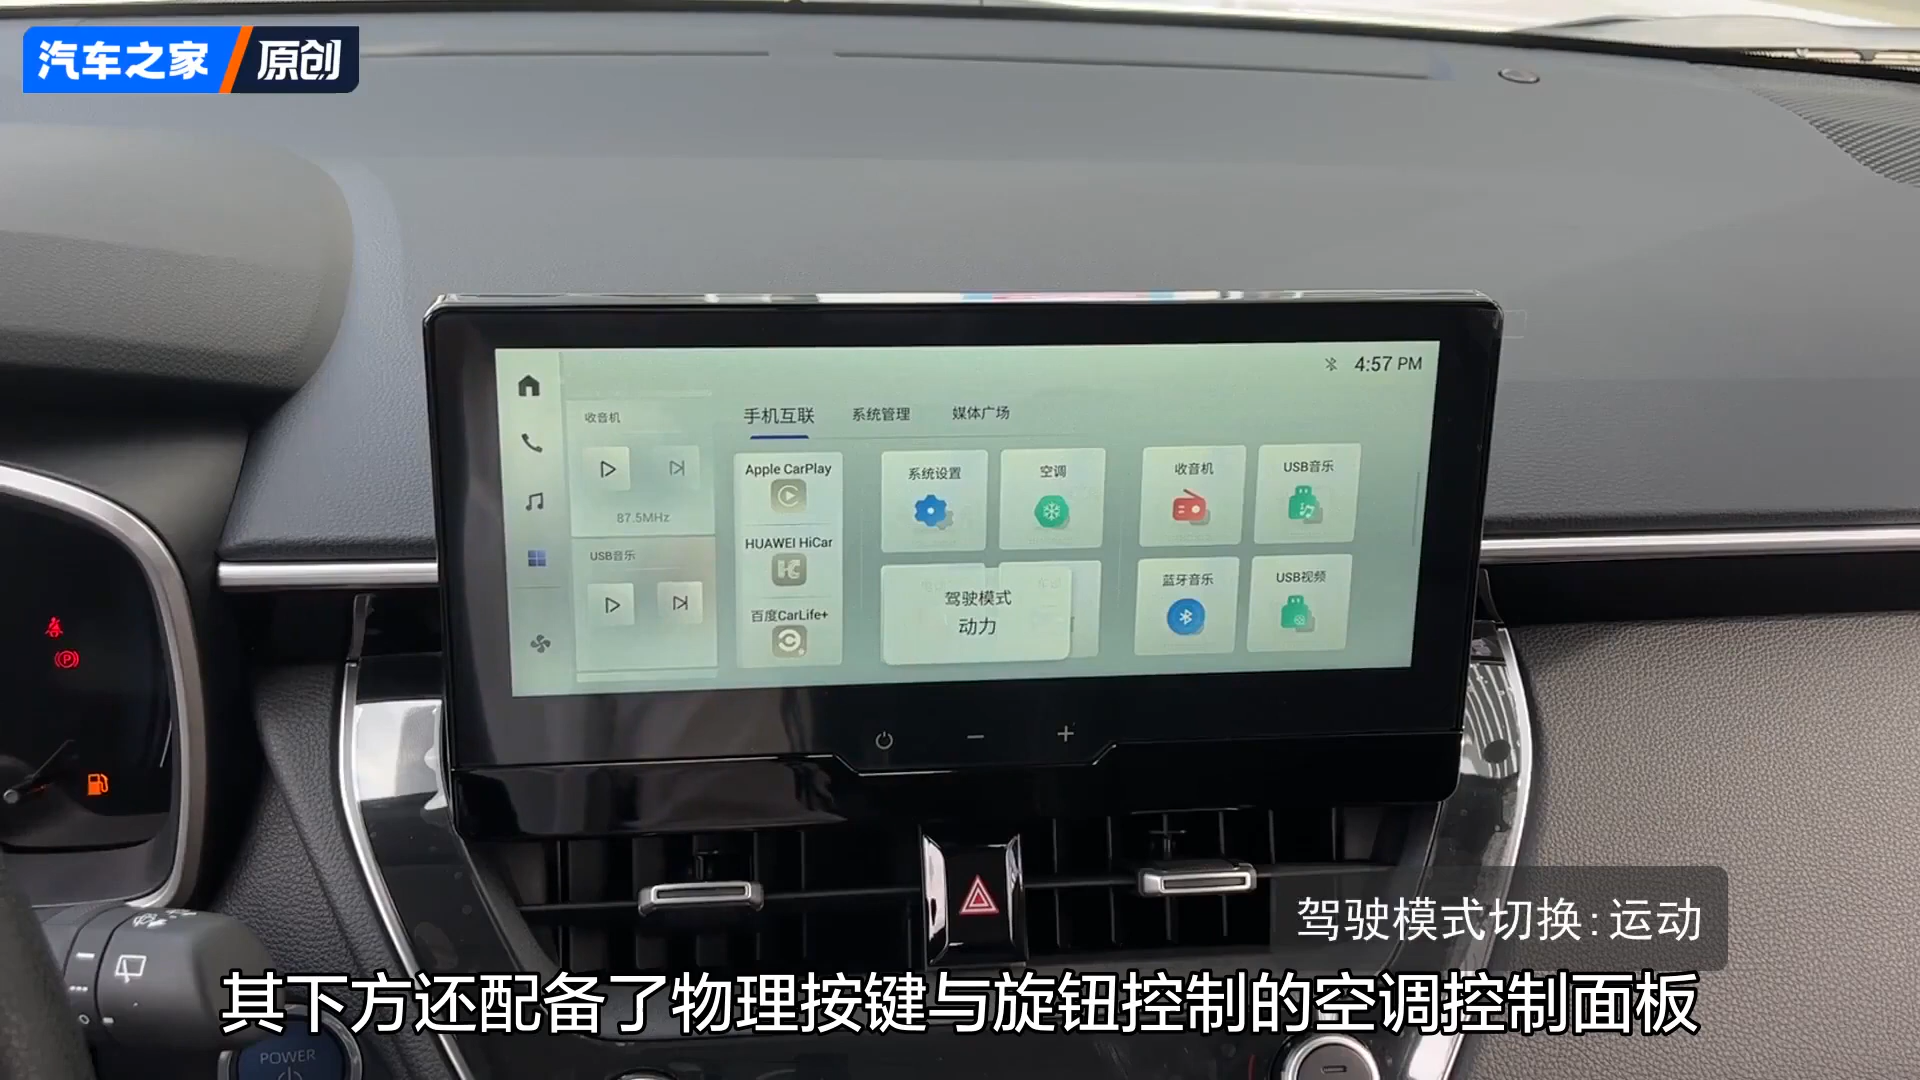 汽车之家 原创
4:57 PM
收音机
手机互联 系统管理 媒体广场
Apple CarPlay
系统设置
空调
收音机
USB音乐
87.5MHz
HUAWEI HiCar
USB音乐
蓝牙音乐
USB视频
百度CarLife+
驾驶模式
动力
驾驶模式切换:运动
其下方还配备了物理按键与旋钮控制的空调控制面板
POWER